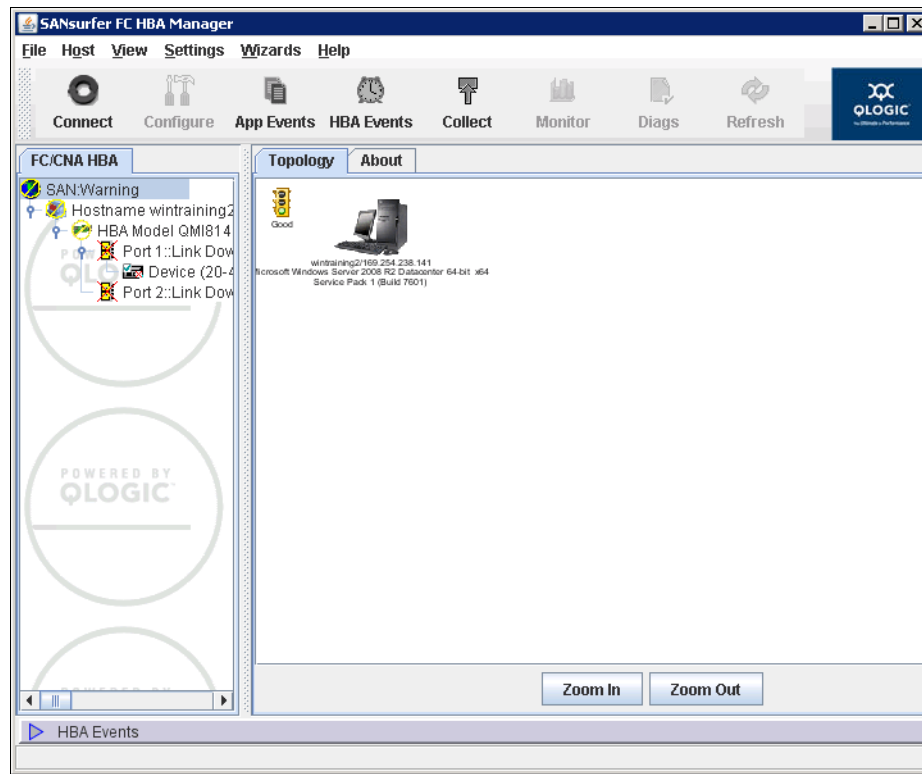 SANsurfer FC HBA Manager
File Host View Settings Wizards Help
Connect Configure App Events HBA Events Collect Monitor Diags Refresh
QLOGIC
FC/CNA HBA
Topology About
SAN:Warning
Hostname wintraining2
HBA Model QMI814
Port 1::Link Dow
Device (20-4
Port 2::Link Dow
Good
wintraining2/169.254.238.141
icrosoft Windows Server 2008 R2 Datacenter 64-bit x64
Service Pack 1 (Build 7601)
POWERED BY
QLOGIC
Zoom In Zoom Out
HBA Events